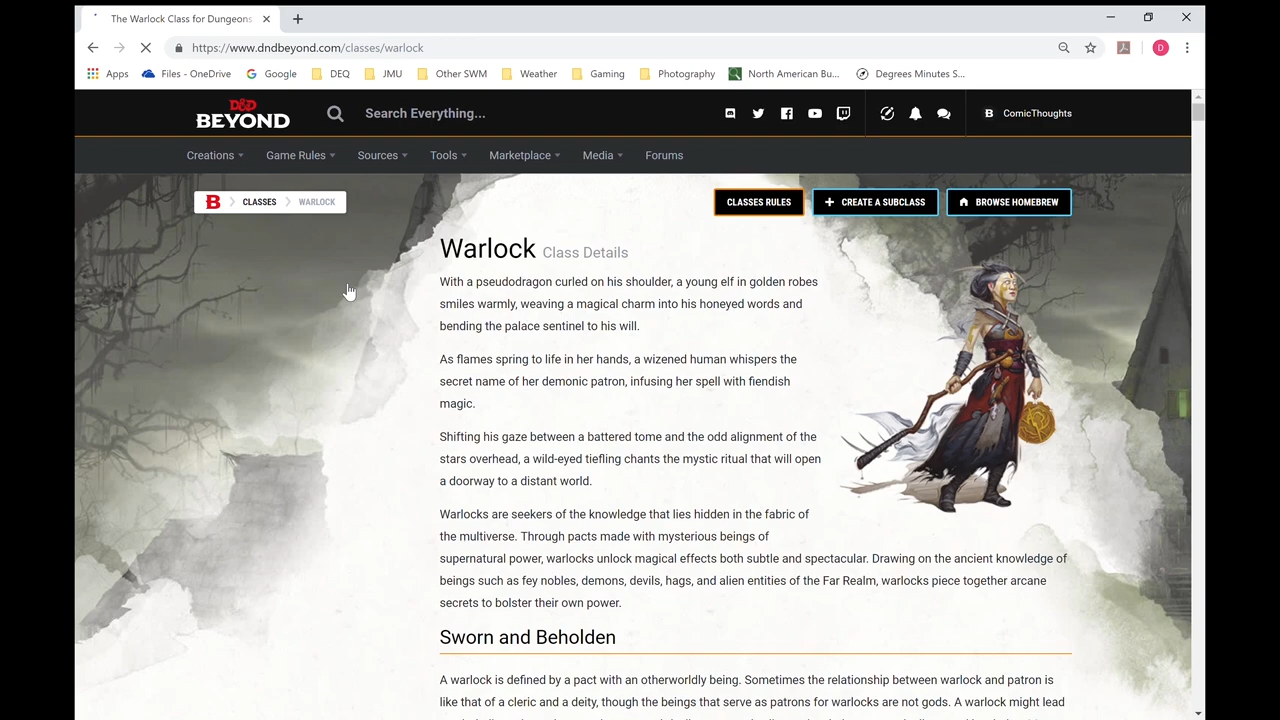 The Warlock Class for Dungeons
https://www.dndbeyond.com/classes/warlock
D
Apps Files - OneDrive Google DEQ JMU Other SWM Weather Gaming Photography North American Bu... Degrees Minutes S...
D&D
BEYOND
Search Everything...
B ComicThoughts
Creations Game Rules Sources Tools Marketplace Media Forums
B CLASSES WARLOCK
CLASSES RULES
+ CREATE A SUBCLASS
BROWSE HOMEBREW
Warlock Class Details
With a pseudodragon curled on his shoulder, a young elf in golden robes
smiles warmly, weaving a magical charm into his honeyed words and
bending the palace sentinel to his will.
As flames spring to life in her hands, a wizened human whispers the
secret name of her demonic patron, infusing her spell with fiendish
magic.
Shifting his gaze between a battered tome and the odd alignment of the
stars overhead, a wild-eyed tiefling chants the mystic ritual that will open
a doorway to a distant world.
Warlocks are seekers of the knowledge that lies hidden in the fabric of
the multiverse. Through pacts made with mysterious beings of
supernatural power, warlocks unlock magical effects both subtle and spectacular. Drawing on the ancient knowledge of
beings such as fey nobles, demons, devils, hags, and alien entities of the Far Realm, warlocks piece together arcane
secrets to bolster their own power.
Sworn and Beholden
A warlock is defined by a pact with an otherworldly being. Sometimes the relationship between warlock and patron is
like that of a cleric and a deity, though the beings that serve as patrons for warlocks are not gods. A warlock might lead